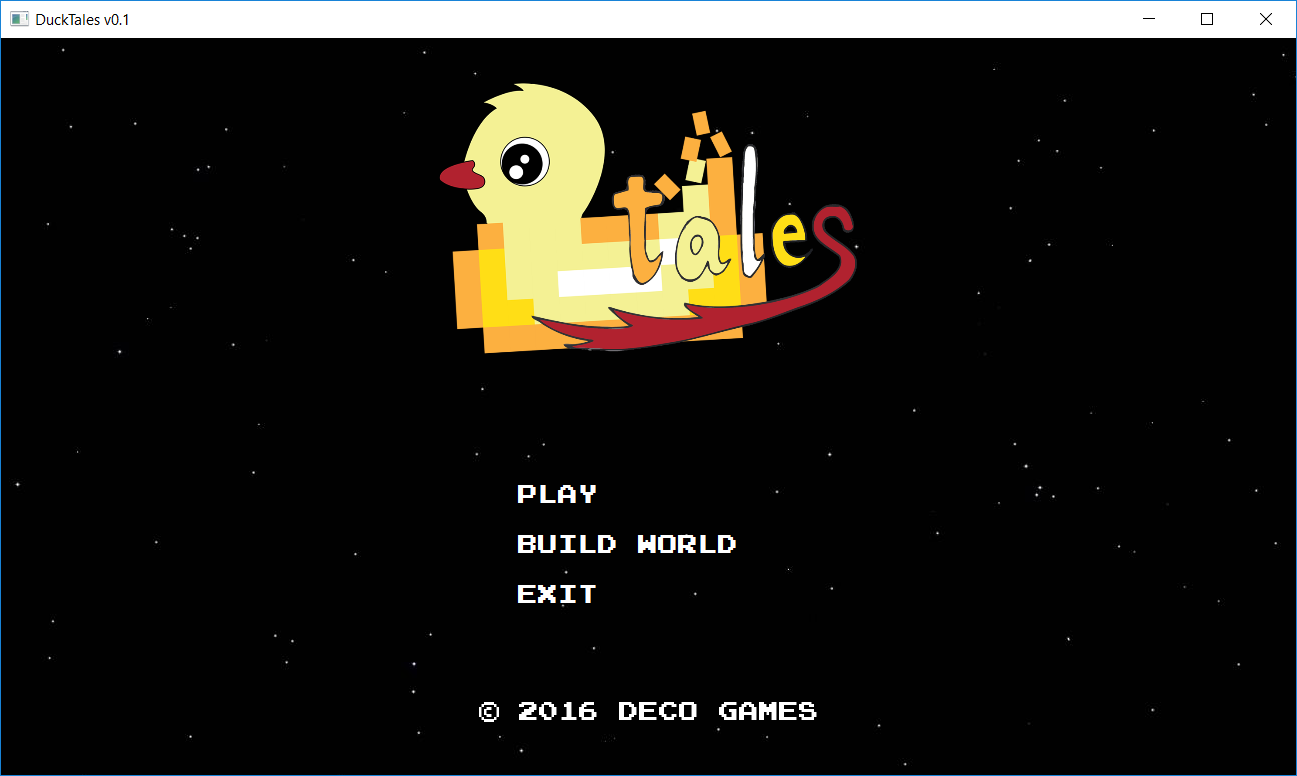 DuckTales v0.1
tales
PLAY
BUILD WORLD
EXIT
© 2016 DECO GAMES